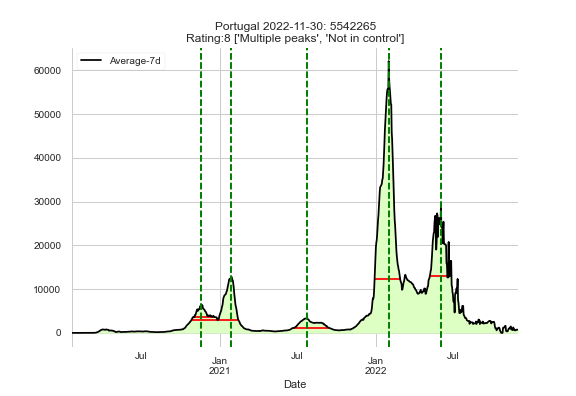 Portugal 2022-11-30: 5542265
Rating:8 ['Multiple peaks', 'Not in control']
Average-7d
60000
50000
40000
30000
20000
10000
0
Jul
Jan
2021
Jul
Jan
2022
Jul
Date